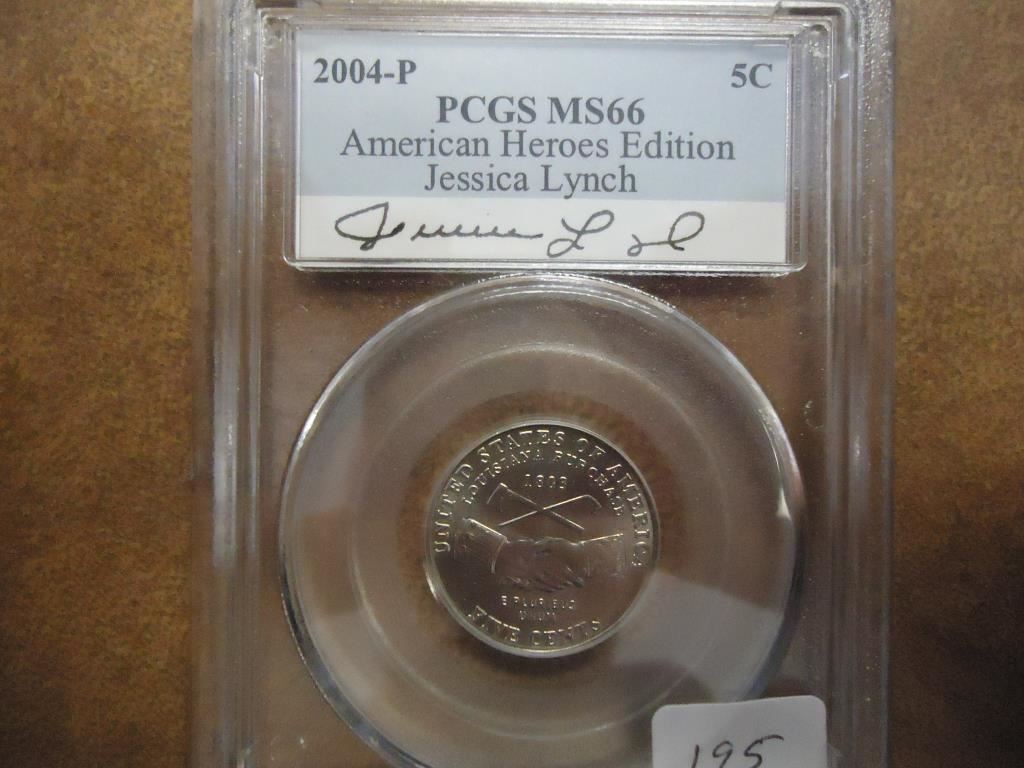 2004-P 5C
PCGS MS66
American Heroes Edition
Jessica Lynch
UNITED STATES OF AMERICA
LOUISIANA PURCHASE
1803
E PLURIBUS
UNUM
FIVE CENTS
195